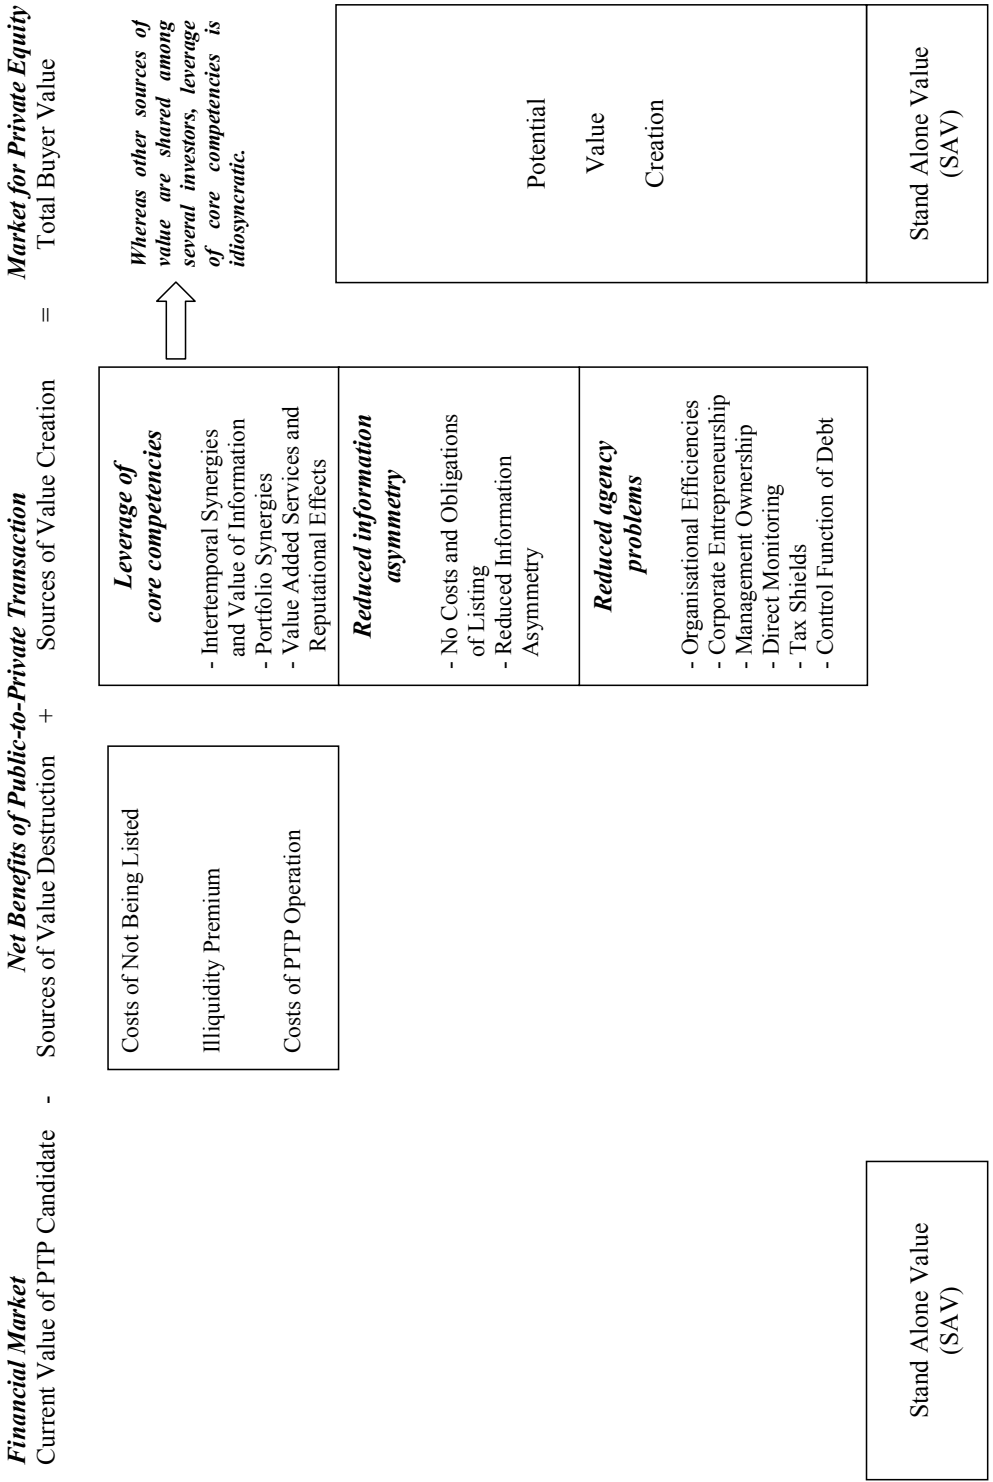 Financial Market
Current Value of PTP Candidate
-
Net Benefits of Public-to-Private Transaction
Sources of Value Destruction
+
Sources of Value Creation
=
Market for Private Equity
Total Buyer Value
Stand Alone Value
(SAV)
Costs of Not Being Listed
Illiquidity Premium
Costs of PTP Operation
Leverage of
core competencies
- Intertemporal Synergies
and Value of Information
- Portfolio Synergies
- Value Added Services and
Reputational Effects
Reduced information
asymmetry
- No Costs and Obligations
of Listing
- Reduced Information
Asymmetry
Reduced agency
problems
- Organisational Efficiencies
- Corporate Entrepreneurship
- Management Ownership
- Direct Monitoring
- Tax Shields
- Control Function of Debt
Whereas other sources of
value are shared among
several investors, leverage
of core competencies is
idiosyncratic.
Potential
Value
Creation
Stand Alone Value
(SAV)